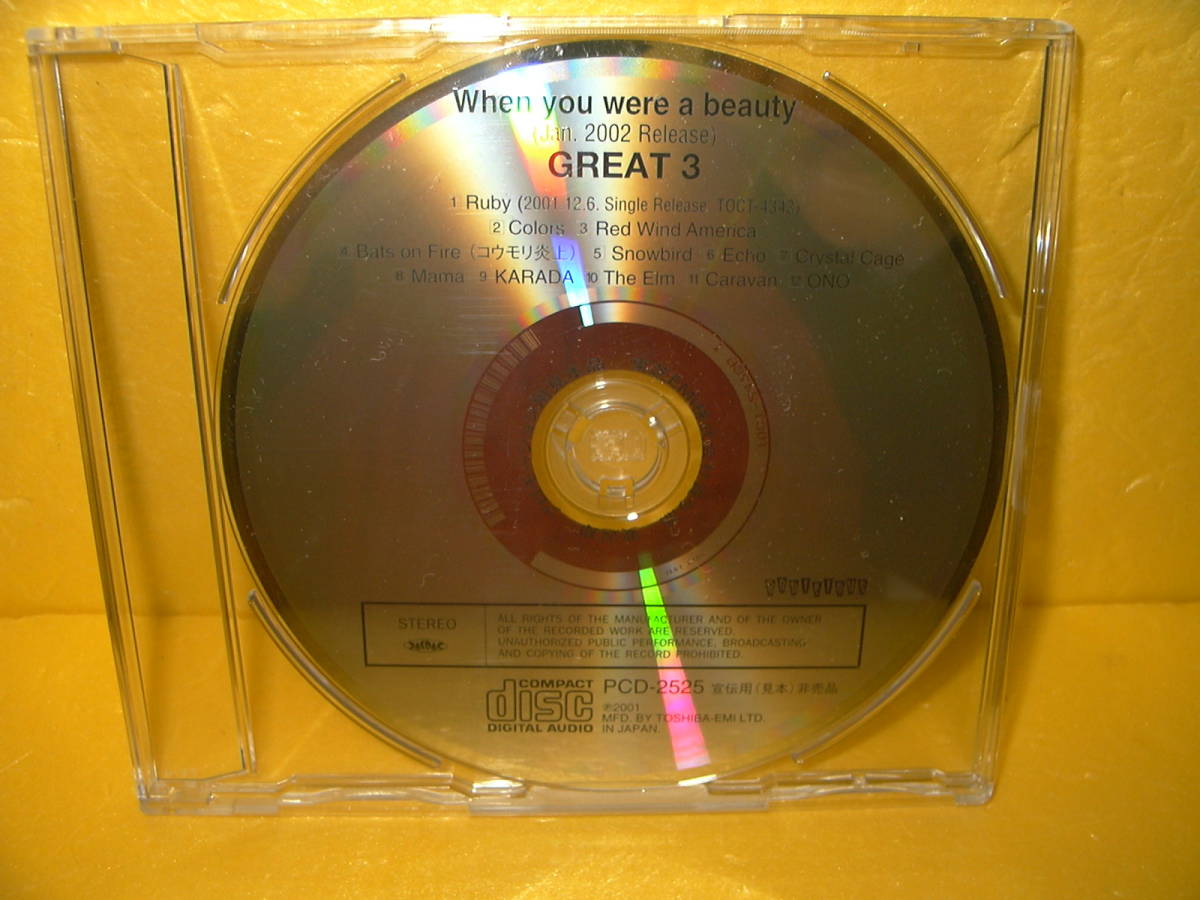 When you were a beauty
(Jan. 2002 Release)
GREAT 3
1 Ruby (2001.12.6. Single Release. TOCT-4343)
2 Colors 3 Red Wind America
4 Bats on Fire (コウモリ炎上) 5 Snowbird 6 Echo 7 Crystal Cage
8 Mama 9 KARADA 10 The Elm 11 Caravan 12 ONO
STEREO
ALL RIGHTS OF THE MANUFACTURER AND OF THE OWNER
OF THE RECORDED WORK ARE RESERVED.
UNAUTHORIZED PUBLIC PERFORMANCE, BROADCASTING
AND COPYING OF THE RECORD PROHIBITED.
COMPACT
disc
DIGITAL AUDIO
PCD-2525 宣伝用(見本)非売品
℗2001
MFD. BY TOSHIBA-EMI LTD.
IN JAPAN.